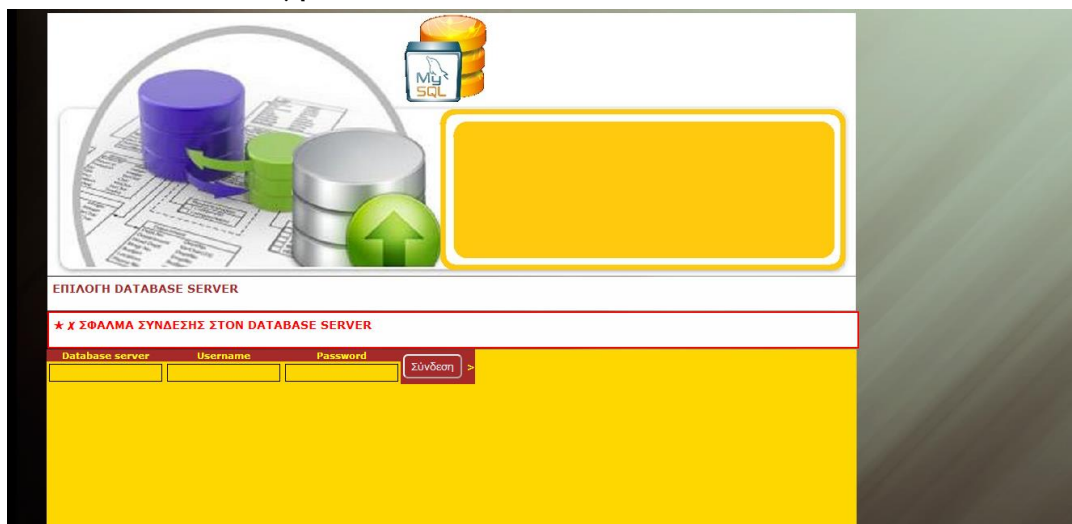 My
SQL
ΕΠΙΛΟΓΗ DATABASE SERVER
★ ✗ ΣΦΑΛΜΑ ΣΥΝΔΕΣΗΣ ΣΤΟΝ DATABASE SERVER
Database server Username Password
Σύνδεση >